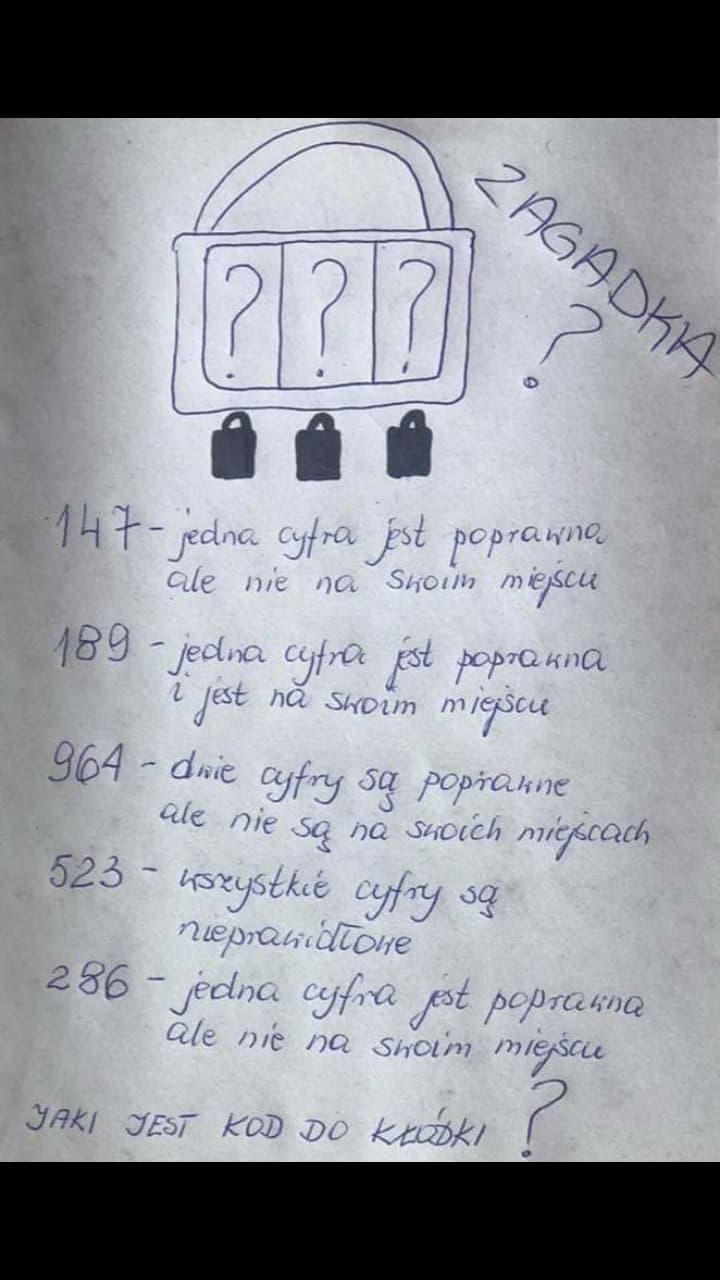 ZAGADKA
?
? ? ?
147 - jedna cyfra jest poprawna
ale nie na swoim miejscu
189 - jedna cyfra jest poprawna
i jest na swoim miejscu
964 - dwie cyfry są poprawne
ale nie są na swoich miejscach
523 - wszystkie cyfry są
nieprawidłowe
286 - jedna cyfra jest poprawna
ale nie na swoim miejscu
JAKI JEST KOD DO KŁÓDKI ?